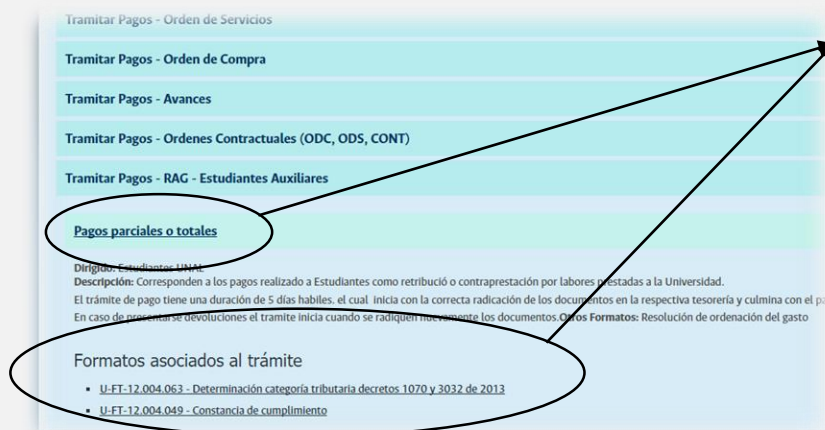 Tramitar Pagos - Orden de Servicios
Tramitar Pagos - Orden de Compra
Tramitar Pagos - Avances
Tramitar Pagos - Ordenes Contractuales (ODC, ODS, CONT)
Tramitar Pagos - RAG - Estudiantes Auxiliares
Pagos parciales o totales
Dirigido: Estudiantes UNAL
Descripción: Corresponden a los pagos realizado a Estudiantes como retribució o contraprestación por labores prestadas a la Universidad.
El trámite de pago tiene una duración de 5 días habiles. el cual inicia con la correcta radicación de los documentos en la respectiva tesorería y culmina con el
En caso de presentarse devoluciones el tramite inicia cuando se radiquen nuevamente los documentos.Otros Formatos: Resolución de ordenación del gasto
Formatos asociados al trámite
U-FT-12.004.063 - Determinación categoría tributaria decretos 1070 y 3032 de 2013
U-FT-12.004.049 - Constancia de cumplimiento